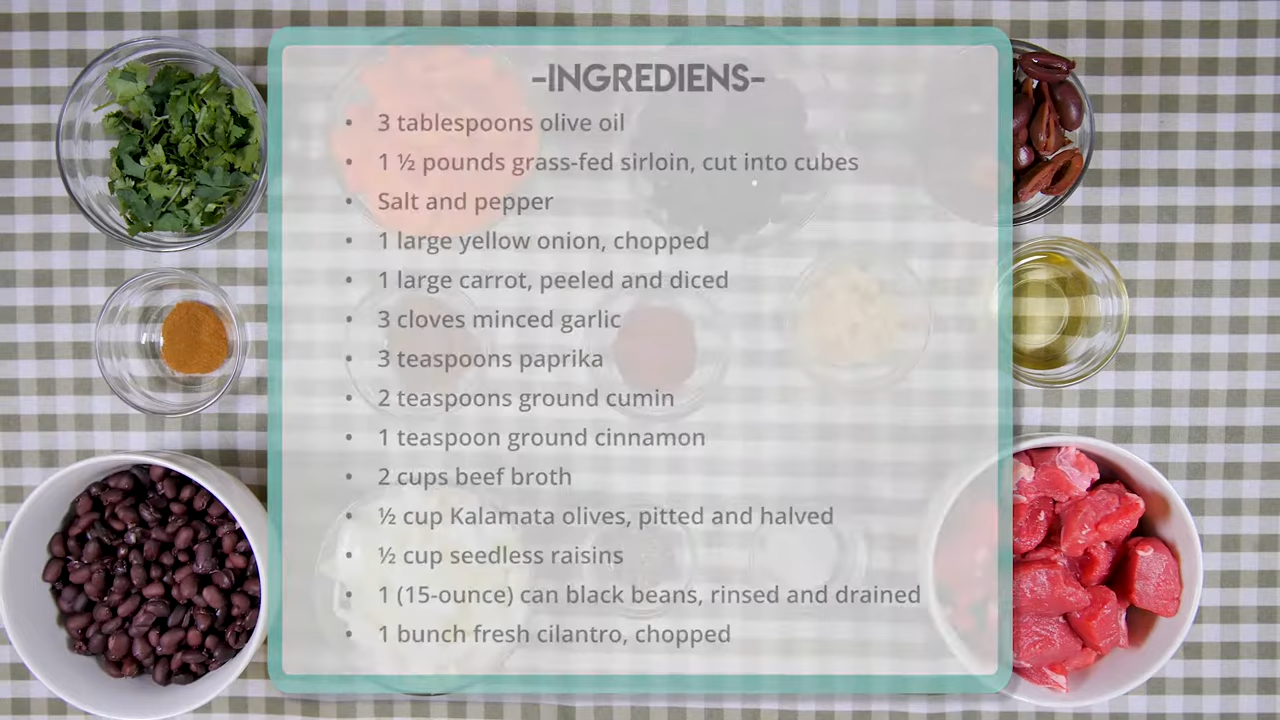 -INGREDIENS-
• 3 tablespoons olive oil
• 1 ½ pounds grass-fed sirloin, cut into cubes
• Salt and pepper
• 1 large yellow onion, chopped
• 1 large carrot, peeled and diced
• 3 cloves minced garlic
• 3 teaspoons paprika
• 2 teaspoons ground cumin
• 1 teaspoon ground cinnamon
• 2 cups beef broth
• ½ cup Kalamata olives, pitted and halved
• ½ cup seedless raisins
• 1 (15-ounce) can black beans, rinsed and drained
• 1 bunch fresh cilantro, chopped